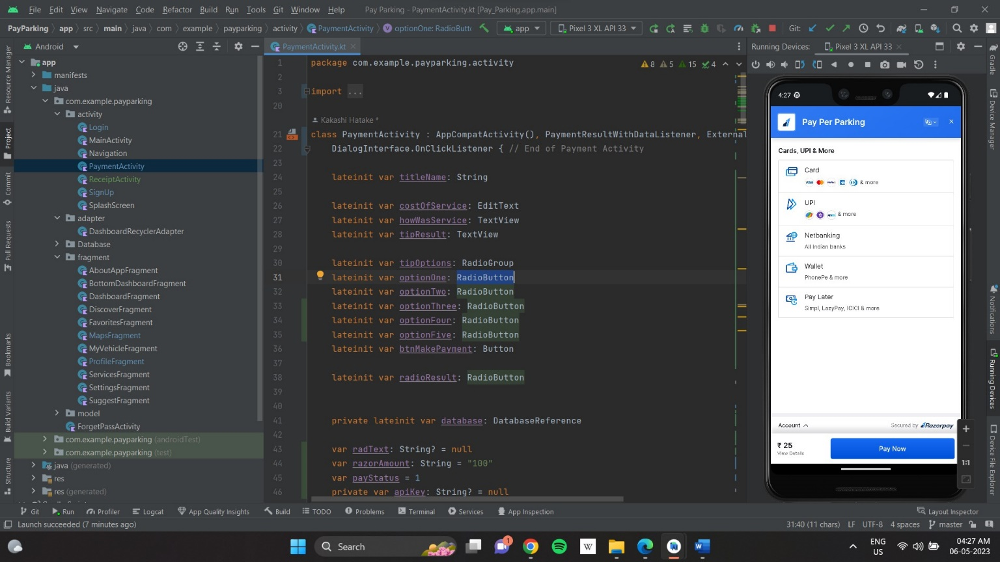 File Edit View Navigate Code Refactor Build Run Tools Git Window Help Pay Parking - PaymentActivity.kt [Pay_Parking.app.main]
PayParking app src main java com example payparking activity PaymentActivity optionOne: RadioButto app Pixel 3 XL API 33 Git:
Android
PaymentActivity.kt
Running Devices: Pixel 3 XL API 33
Resource Manager
Project
Commit
Pull Requests
Bookmarks
Build Variants
Structure
app
manifests
java
com.example.payparking
activity
Login
MainActivity
Navigation
PaymentActivity
ReceiptActivity
SignUp
SplashScreen
adapter
DashboardRecyclerAdapter
Database
fragment
AboutAppFragment
BottomDashboardFragment
DashboardFragment
DiscoverFragment
FavoritesFragment
MapsFragment
MyVehicleFragment
ProfileFragment
ServicesFragment
SettingsFragment
SuggestFragment
model
ForgetPassActivity
com.example.payparking (androidTest)
com.example.payparking (test)
java (generated)
res
res (generated)
8 5 15 4
1 package com.example.payparking.activity
2
3 import ...
20
Kakashi Hatake *
21 class PaymentActivity : AppCompatActivity(), PaymentResultWithDataListener, External
22 DialogInterface.OnClickListener { // End of Payment Activity
23
24 lateinit var titleName: String
25
26 lateinit var costOfService: EditText
27 lateinit var howWasService: TextView
28 lateinit var tipResult: TextView
29
30 lateinit var tipOptions: RadioGroup
31 lateinit var optionOne: RadioButton
32 lateinit var optionTwo: RadioButton
33 lateinit var optionThree: RadioButton
34 lateinit var optionFour: RadioButton
35 lateinit var optionFive: RadioButton
36 lateinit var btnMakePayment: Button
37
38 lateinit var radioResult: RadioButton
39
40
41 private lateinit var database: DatabaseReference
42
43 var radText: String? = null
44 var razorAmount: String = "100"
45 var payStatus = 1
46 private var apiKey: String? = null
4:27
Pay Per Parking
Cards, UPI & More
Card
VISA & more
UPI
& more
Netbanking
All Indian banks
Wallet
PhonePe & more
Pay Later
Simpl, LazyPay, ICICI & more
Account Secured by Razorpay
₹ 25
View Details
Pay Now
1:1
Gradle
Device Manager
Notifications
Running Devices
Device File Explorer
Git Run Profiler Logcat App Quality Insights Build TODO Problems Terminal Services App Inspection Layout Inspector
Launch succeeded (7 minutes ago) 31:40 (11 chars) LF UTF-8 4 spaces master
Search
1
W
ENG
US
04:27 AM
06-05-2023